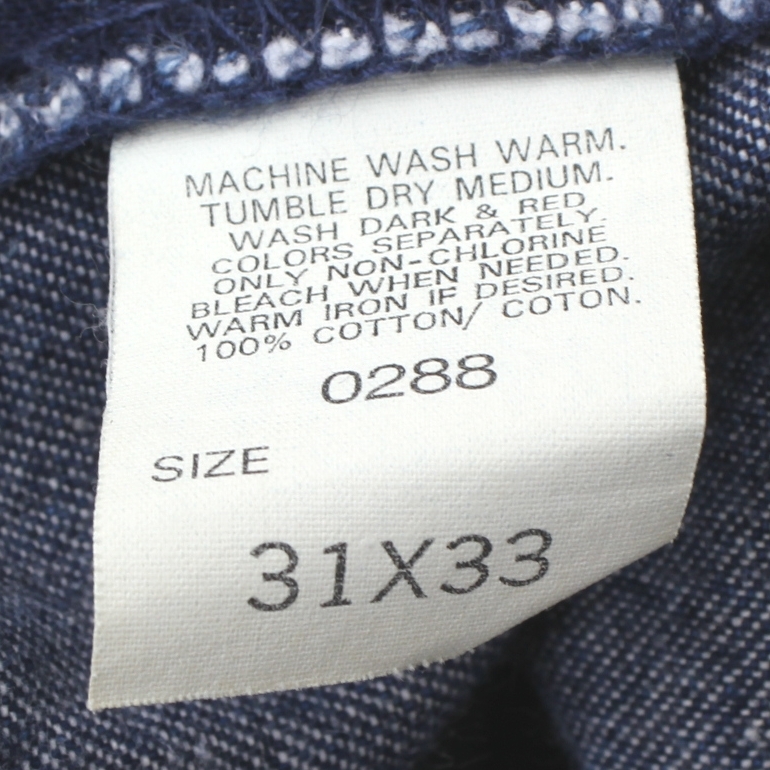 MACHINE WASH WARM.
TUMBLE DRY MEDIUM.
WASH DARK & RED
COLORS SEPARATELY.
ONLY NON-CHLORINE
BLEACH WHEN NEEDED.
WARM IRON IF DESIRED.
100% COTTON/ COTON.
0288
SIZE
31X33